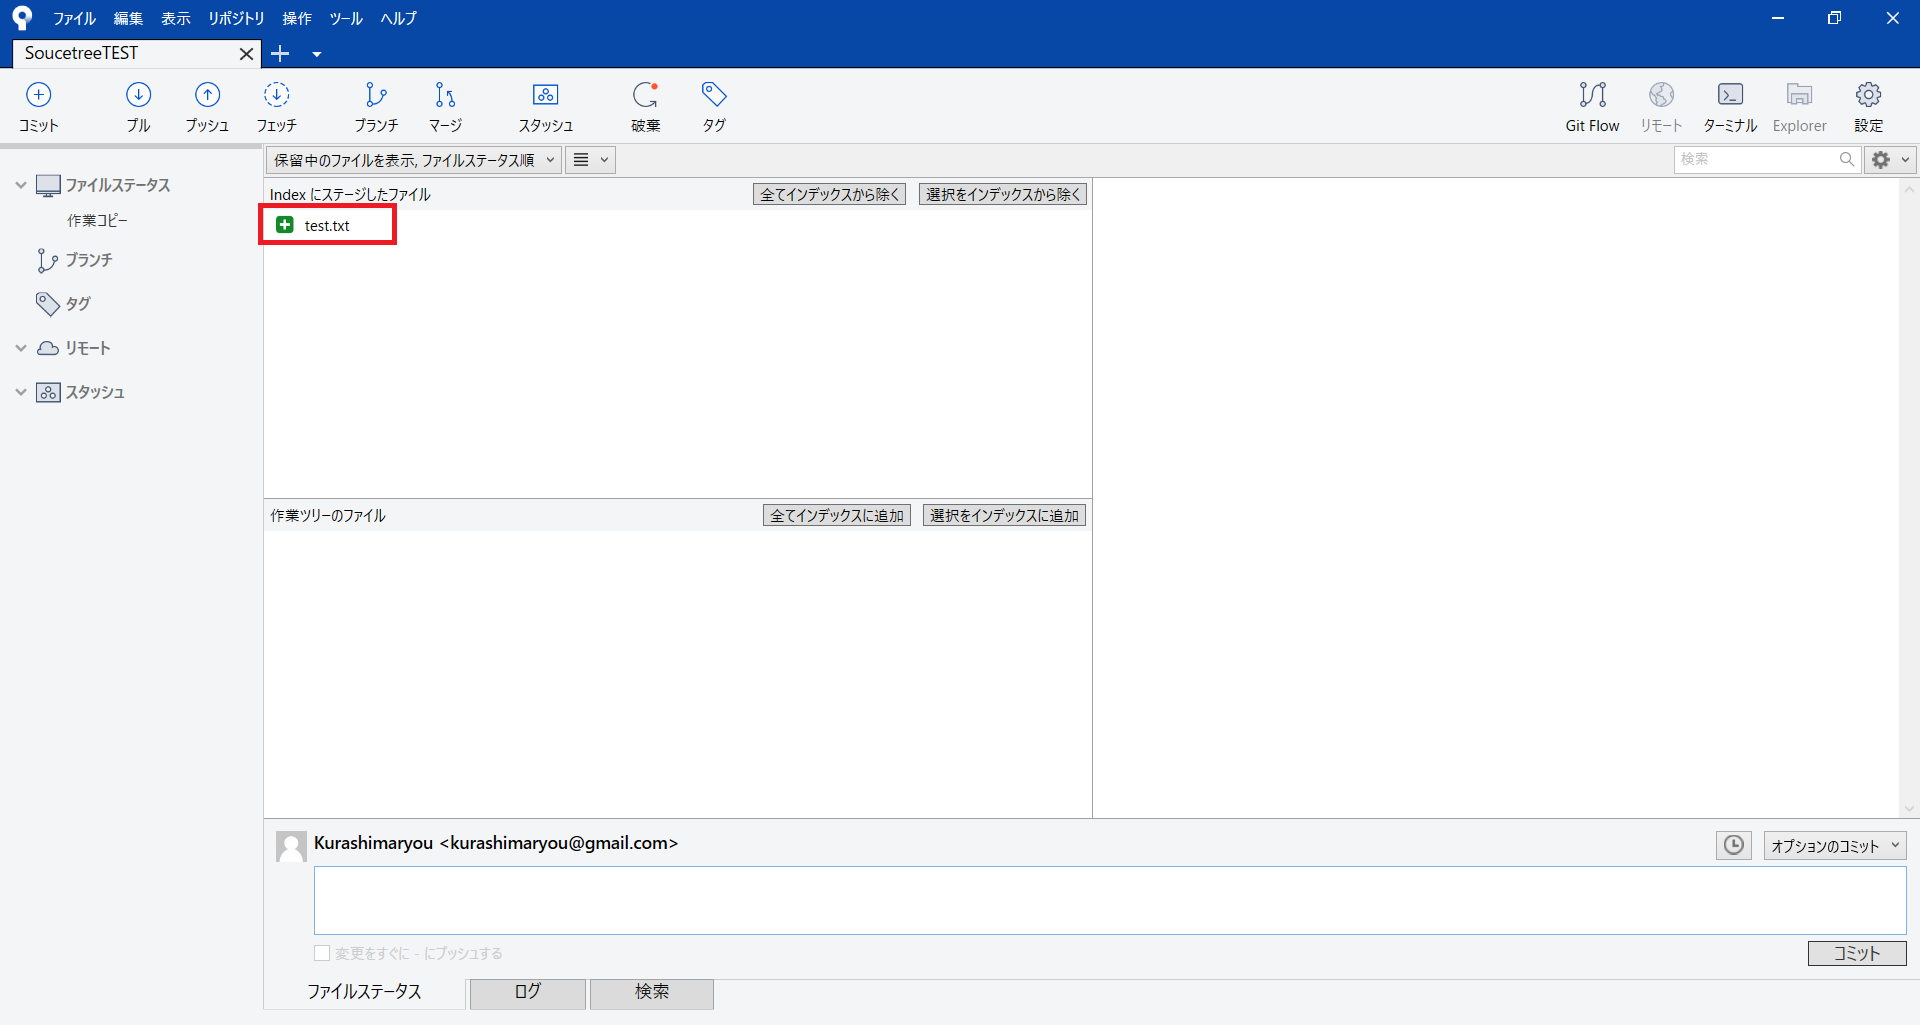 ファイル 編集 表示 リポジトリ 操作 ツール ヘルプ
SoucetreeTEST
コミット プル プッシュ フェッチ ブランチ マージ スタッシュ 破棄 タグ Git Flow リモート ターミナル Explorer 設定
保留中のファイルを表示, ファイルステータス順
検索
ファイルステータス
作業コピー
ブランチ
タグ
リモート
スタッシュ
Index にステージしたファイル 全てインデックスから除く 選択をインデックスから除く
test.txt
作業ツリーのファイル 全てインデックスに追加 選択をインデックスに追加
Kurashimaryou <kurashimaryou@gmail.com>
オプションのコミット
変更をすぐに - にプッシュする
コミット
ファイルステータス ログ 検索